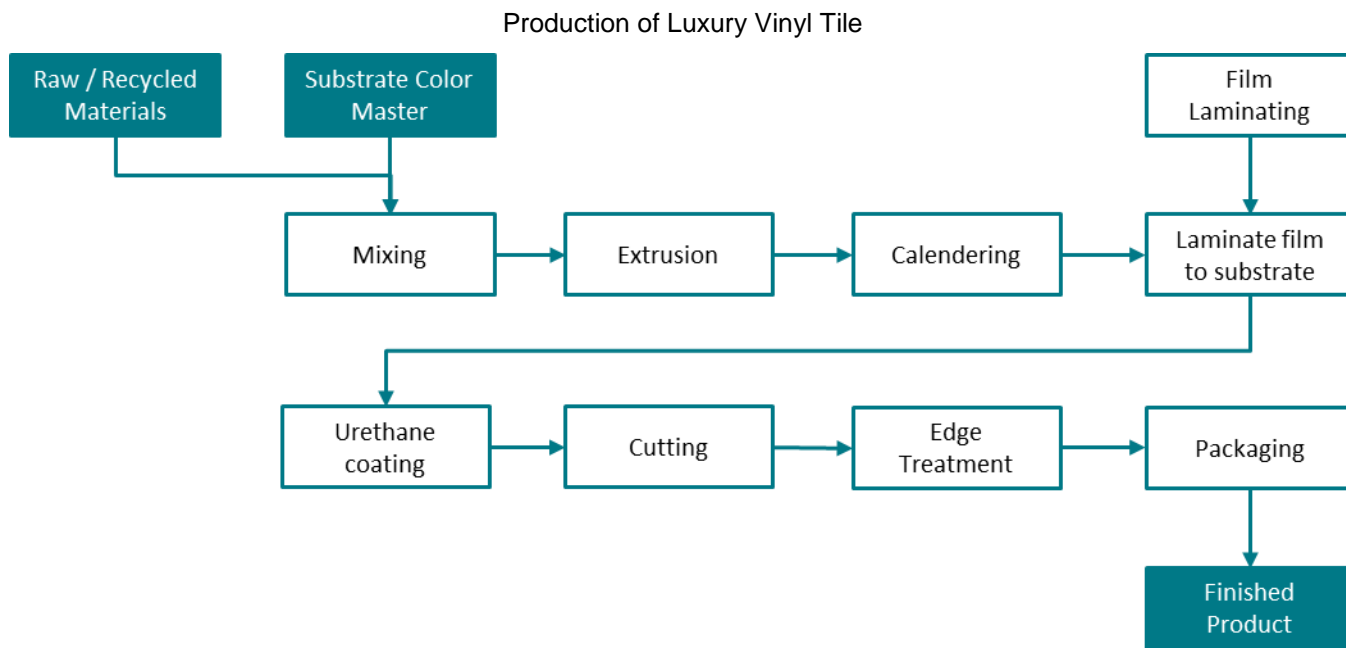 Production of Luxury Vinyl Tile
Raw / Recycled
Materials
Substrate Color
Master
Film
Laminating
Mixing
Extrusion
Calendering
Laminate film
to substrate
Urethane
coating
Cutting
Edge
Treatment
Packaging
Finished
Product